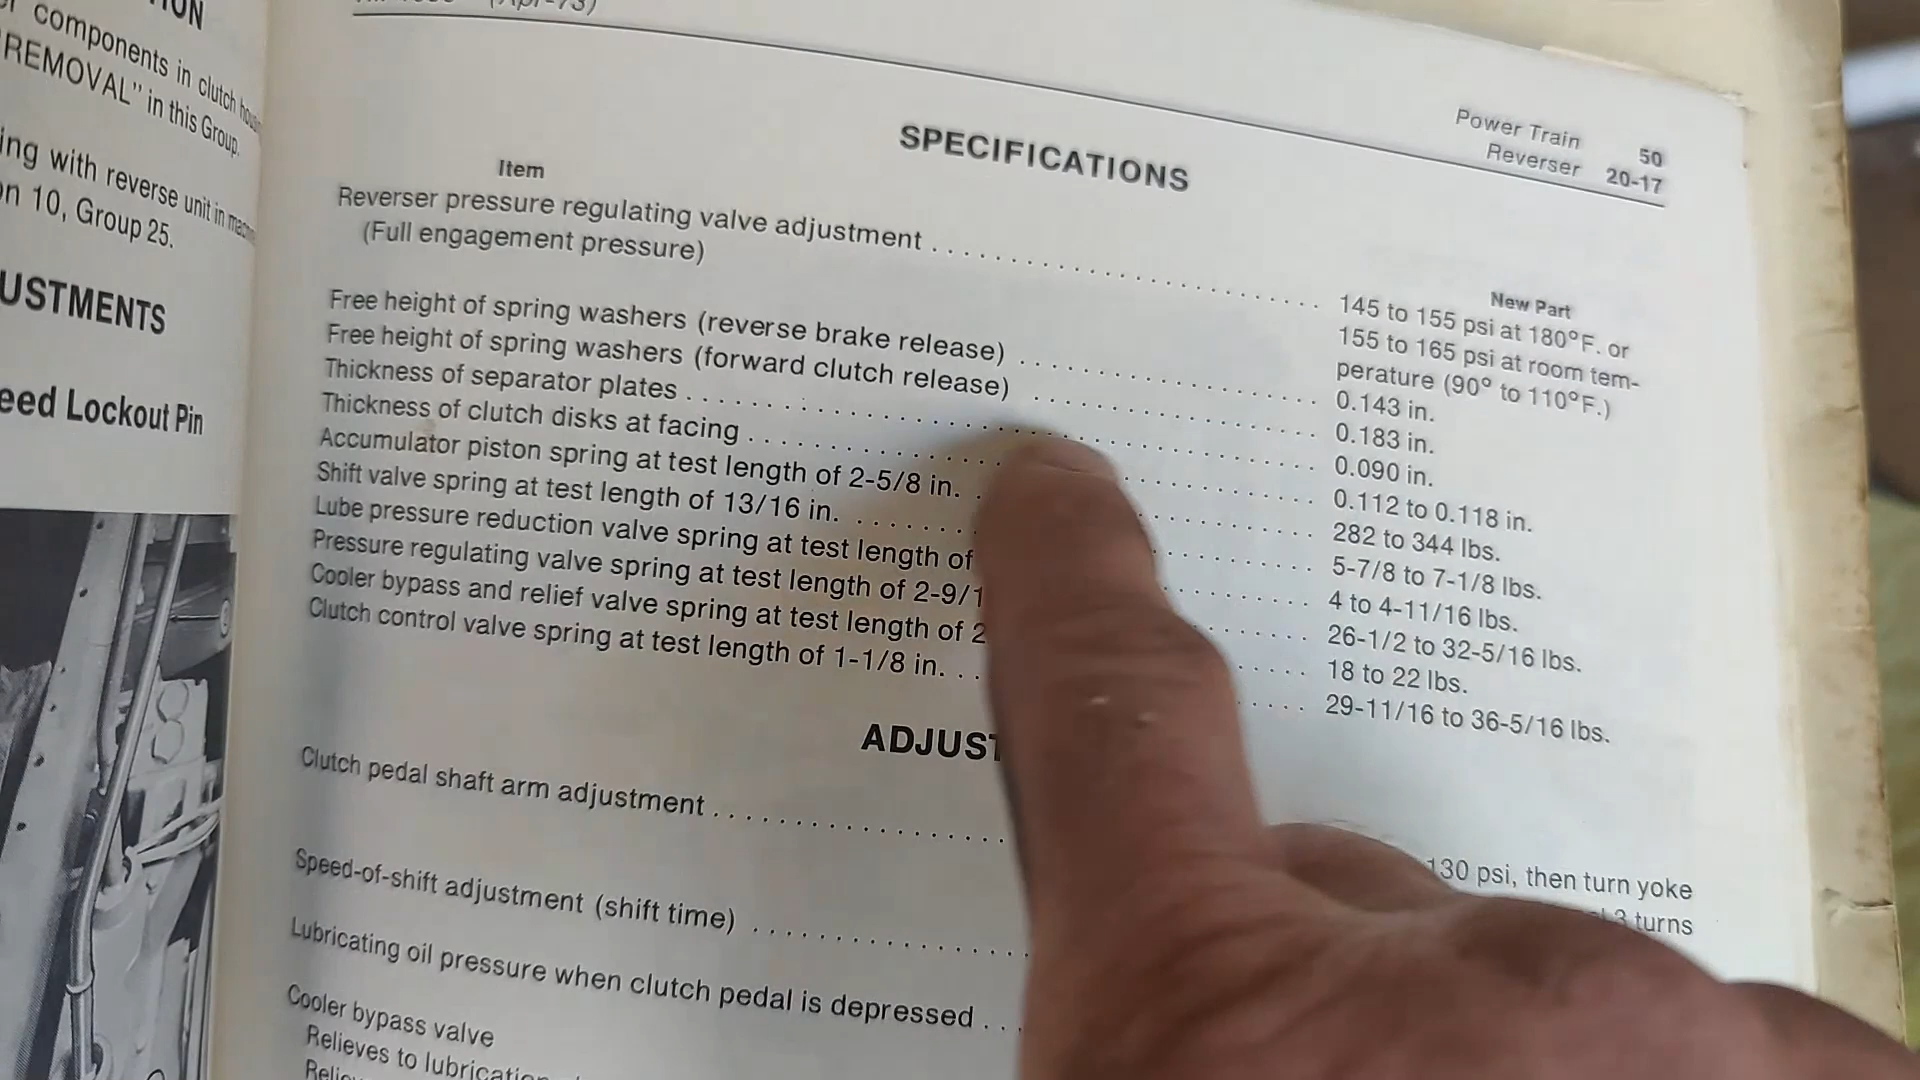 r components in clutch
"REMOVAL" in this Group.
ing with reverse unit in
on 10, Group 25.
USTMENTS
eed Lockout Pin
(Apr-73)
Power Train 50
Reverser 20-17
SPECIFICATIONS
Item
New Part
Reverser pressure regulating valve adjustment . . . . . . . . . . . . . . . . . . . . . . . . 145 to 155 psi at 180°F. or
(Full engagement pressure) 155 to 165 psi at room tem-
perature (90° to 110°F.)
Free height of spring washers (reverse brake release) . . . . . . . . . . . . . . . . . . . 0.143 in.
Free height of spring washers (forward clutch release) . . . . . . . . . . . . . . . . . . 0.183 in.
Thickness of separator plates . . . . . . . . . . . . . . . . . . . . . . . . 0.090 in.
Thickness of clutch disks at facing . . . . . . . . . . . . . . . . . . . . . 0.112 to 0.118 in.
Accumulator piston spring at test length of 2-5/8 in. . . . . . . . . . . 282 to 344 lbs.
Shift valve spring at test length of 13/16 in. . . . . . . . . . . . . . . 5-7/8 to 7-1/8 lbs.
Lube pressure reduction valve spring at test length of . . . . . . . . 4 to 4-11/16 lbs.
Pressure regulating valve spring at test length of 2-9/1 . . . . . . 26-1/2 to 32-5/16 lbs.
Cooler bypass and relief valve spring at test length of 2 . . . . 18 to 22 lbs.
Clutch control valve spring at test length of 1-1/8 in. . . . . . . . 29-11/16 to 36-5/16 lbs.
ADJUST
Clutch pedal shaft arm adjustment . . . . . . . . . . . . . . . . . . .
130 psi, then turn yoke
3 turns
Speed-of-shift adjustment (shift time) . . . . . . . . . . . . . . . . . .
Lubricating oil pressure when clutch pedal is depressed . . .
Cooler bypass valve
Relieves to lubricatio
Relie